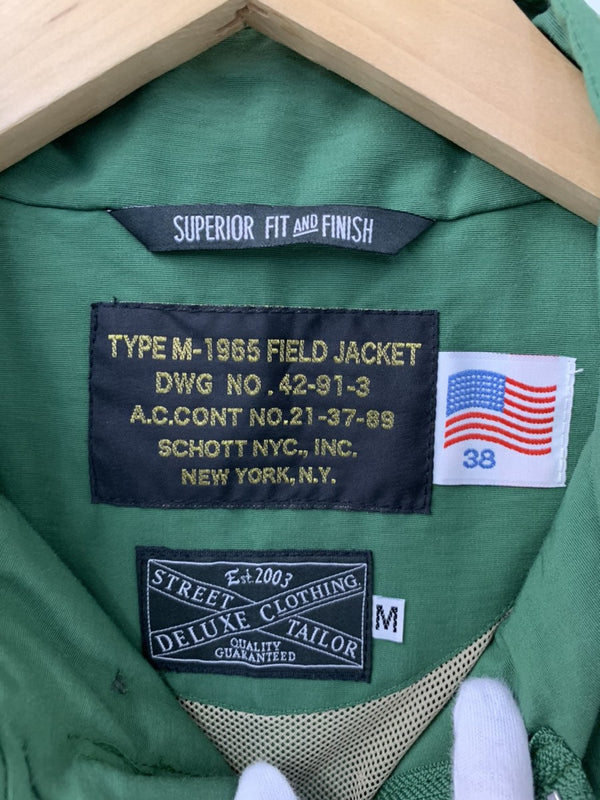 SUPERIOR FIT AND FINISH
TYPE M-1965 FIELD JACKET
DWG NO. 42-91-3
A.C.CONT NO.21-37-89
SCHOTT NYC., INC.
NEW YORK, N.Y.
38
Est. 2003
STREET
DELUXE CLOTHING
TAILOR
QUALITY
GUARANTEED
M